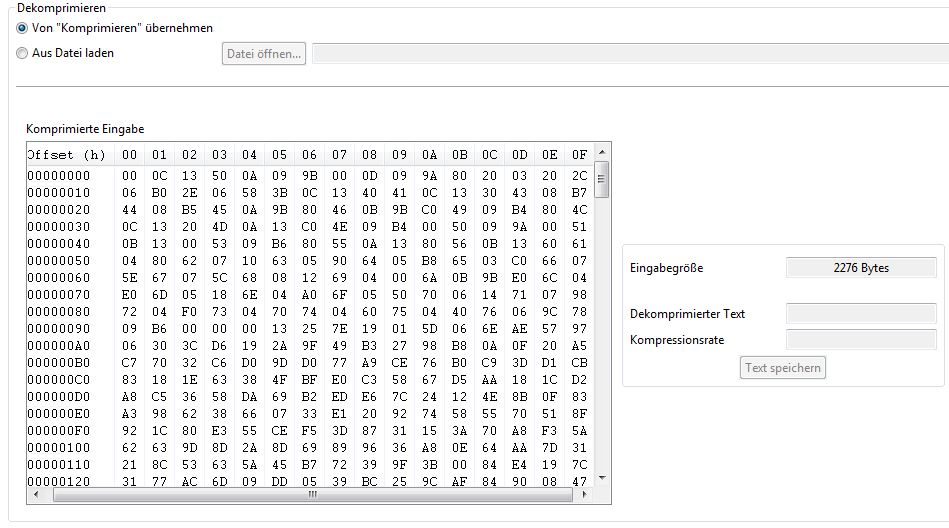 Dekomprimieren
Von "Komprimieren" übernehmen
Aus Datei laden
Datei öffnen...
Komprimierte Eingabe
Offset (h) 00 01 02 03 04 05 06 07 08 09 0A 0B 0C 0D 0E 0F
00000000 00 0C 13 50 0A 09 9B 00 0D 09 9A 80 20 03 20 2C
00000010 06 B0 2E 06 58 3B 0C 13 40 41 0C 13 30 43 08 B7
00000020 44 08 B5 45 0A 9B 80 46 0B 9B C0 49 09 B4 80 4C
00000030 0C 13 20 4D 0A 13 C0 4E 09 B4 00 50 09 9A 00 51
00000040 0B 13 00 53 09 B6 80 55 0A 13 80 56 0B 13 60 61
00000050 04 80 62 07 10 63 05 90 64 05 B8 65 03 C0 66 07
00000060 5E 67 07 5C 68 08 12 69 04 00 6A 0B 9B E0 6C 04
00000070 E0 6D 05 18 6E 04 A0 6F 05 50 70 06 14 71 07 98
00000080 72 04 F0 73 04 70 74 04 60 75 04 40 76 06 9C 78
00000090 09 B6 00 00 00 13 25 7E 19 01 5D 06 6E AE 57 97
000000A0 06 30 3C D6 19 2A 9F 49 B3 27 98 B8 0A 0F 20 A5
000000B0 C7 70 32 C6 D0 9D D0 77 A9 CE 76 B0 C9 3D D1 CB
000000C0 83 18 1E 63 38 4F BF E0 C3 58 67 D5 AA 18 1C D2
000000D0 A8 C5 36 58 DA 69 B2 ED E6 7C 24 12 4E 8B 0F 83
000000E0 A3 98 62 38 66 07 33 E1 20 92 74 58 55 70 51 8F
000000F0 92 1C 80 E3 55 CE F5 3D 87 31 15 3A 70 A8 F3 5A
00000100 62 63 9D 8D 2A 8D 69 89 96 36 A8 0E 64 AA 7D 31
00000110 21 8C 53 63 5A 45 B7 72 39 9F 3B 00 84 E4 19 7C
00000120 31 77 AC 6D 09 DD 05 39 BC 25 9C AF 84 90 08 47
Eingabegröße 2276 Bytes
Dekomprimierter Text
Kompressionsrate
Text speichern